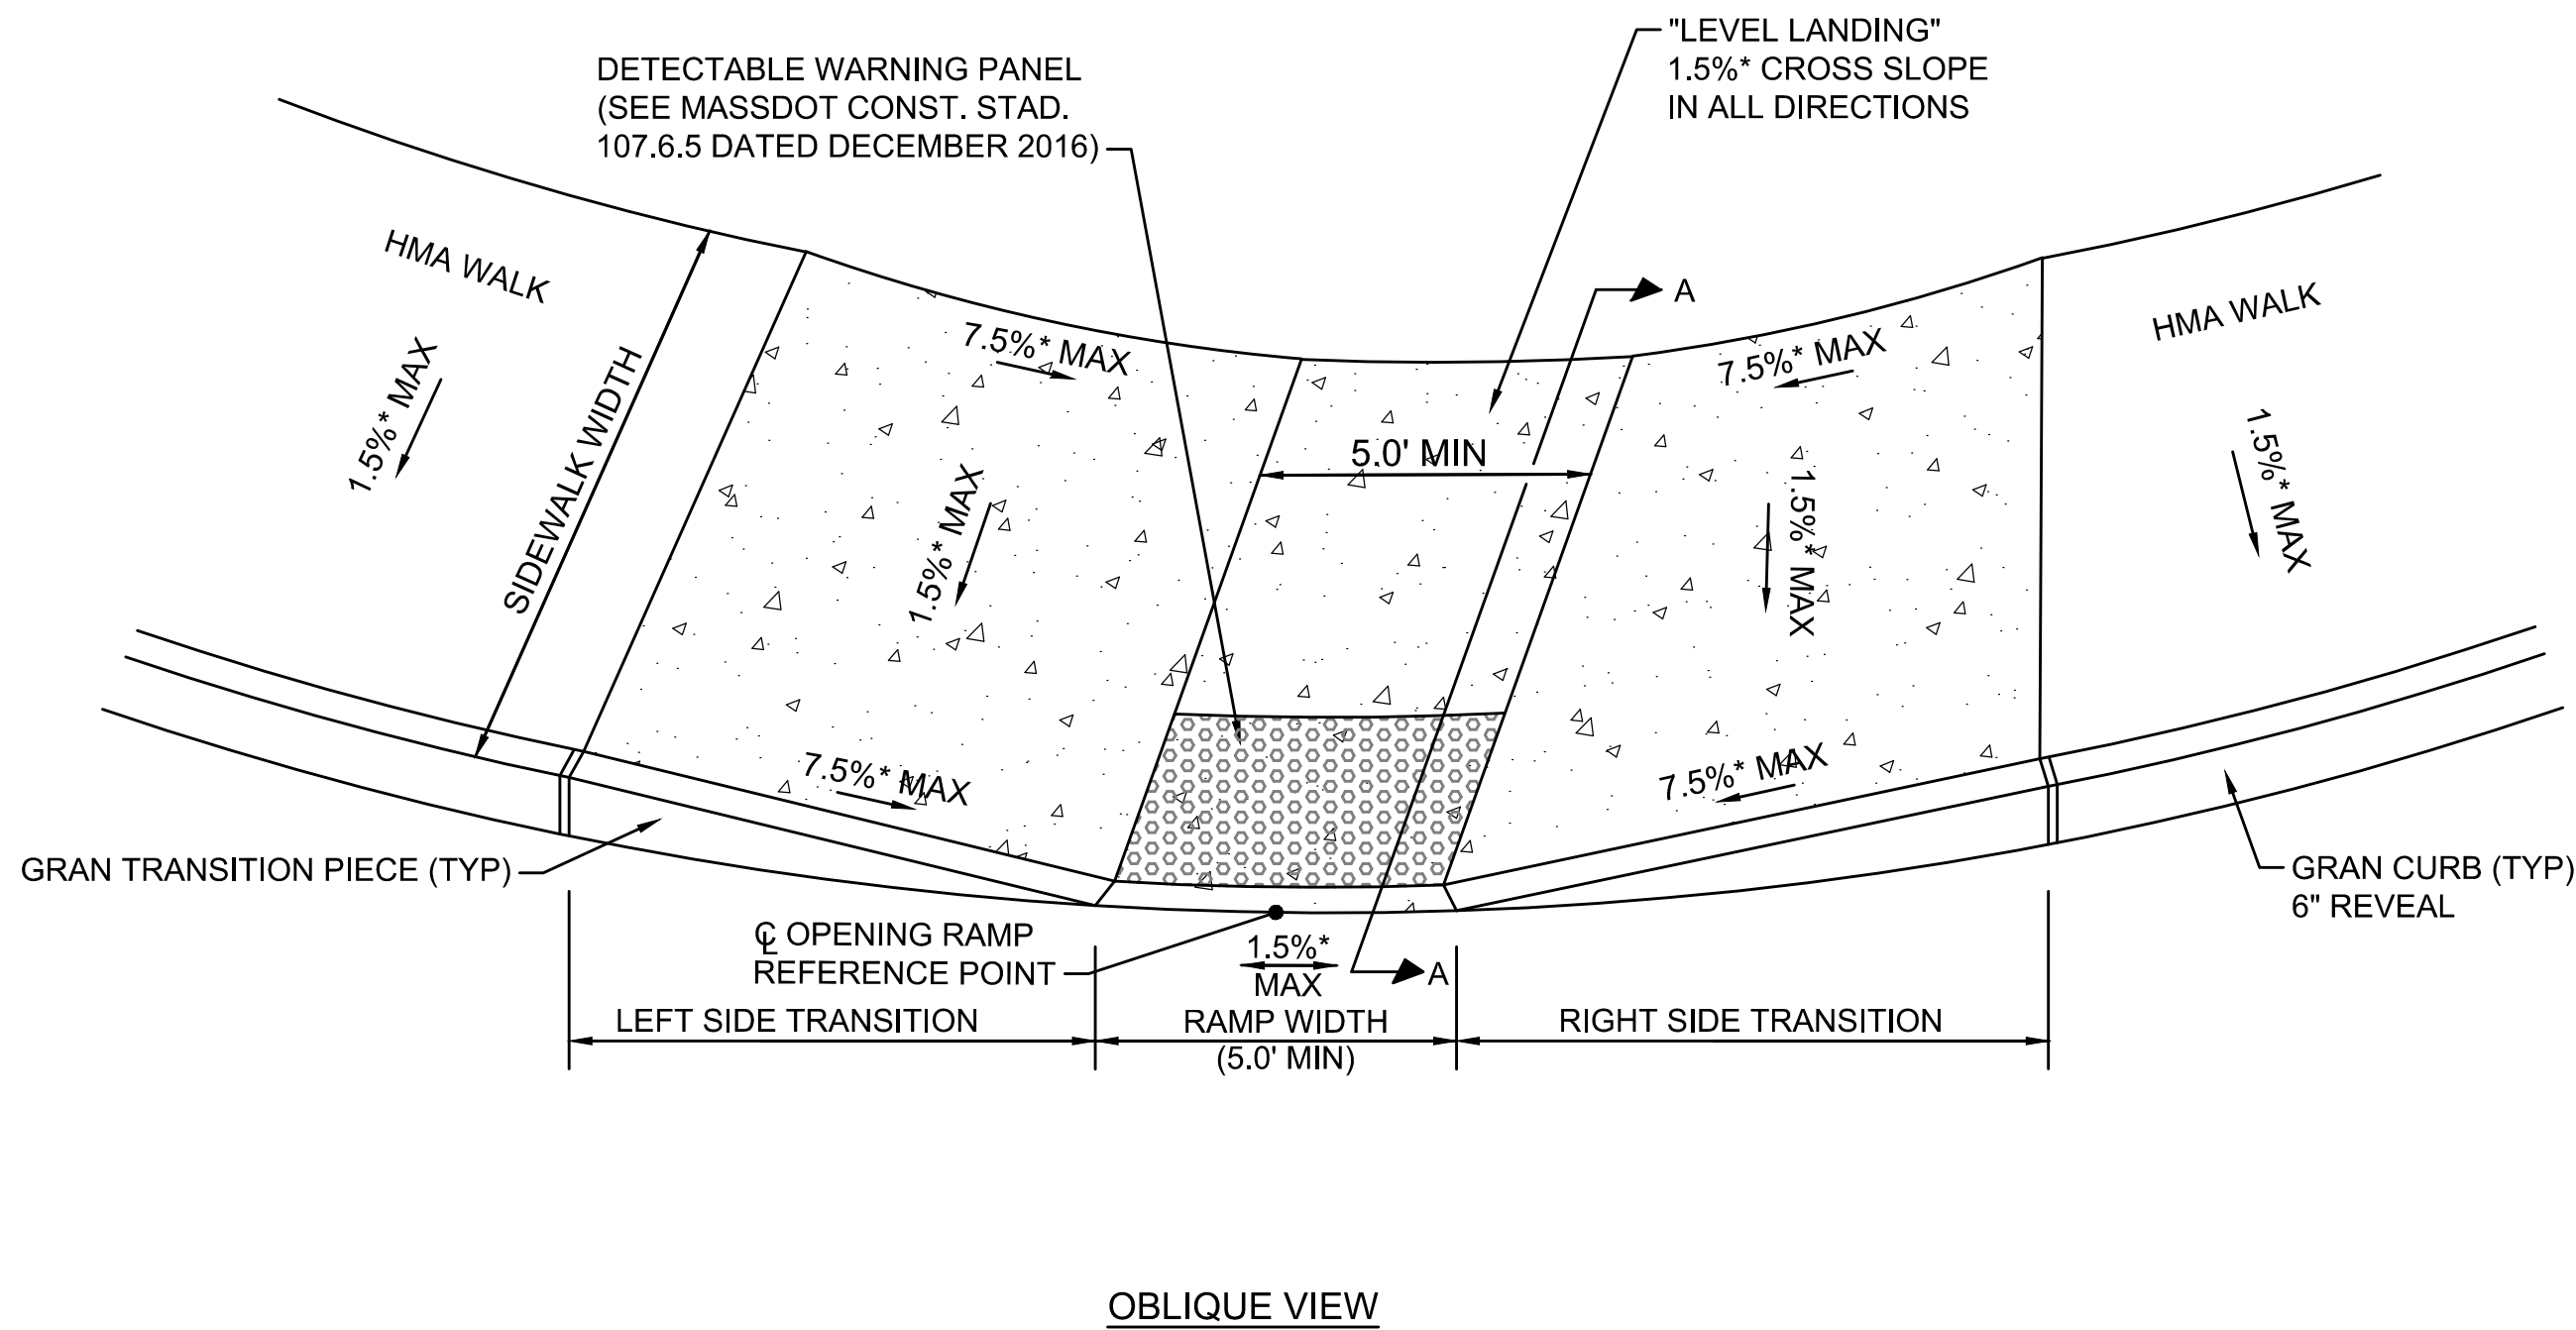 "LEVEL LANDING"
1.5%* CROSS SLOPE
IN ALL DIRECTIONS
DETECTABLE WARNING PANEL
(SEE MASSDOT CONST. STAD.
107.6.5 DATED DECEMBER 2016)
HMA WALK
1.5%* MAX
SIDEWALK WIDTH
7.5%* MAX
1.5%* MAX
A
5.0' MIN
7.5%* MAX
1.5%* MAX
HMA WALK
1.5%* MAX
7.5%* MAX
7.5%* MAX
GRAN TRANSITION PIECE (TYP)
GRAN CURB (TYP)
6" REVEAL
℄ OPENING RAMP
REFERENCE POINT
1.5%*
MAX
A
LEFT SIDE TRANSITION
RAMP WIDTH
(5.0' MIN)
RIGHT SIDE TRANSITION
OBLIQUE VIEW